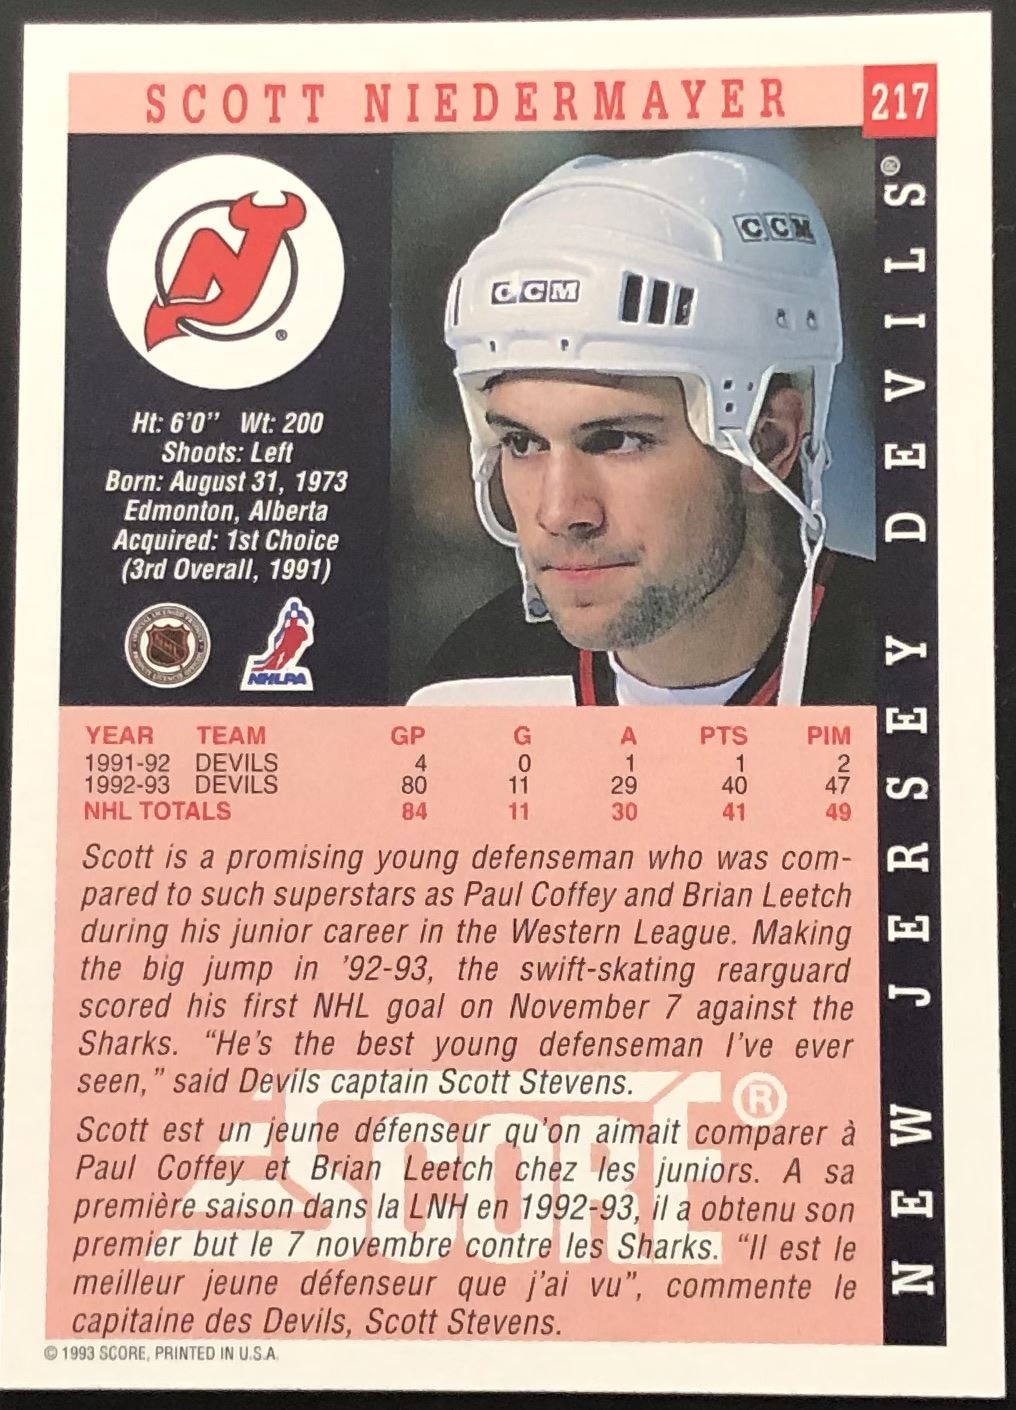 SCOTT NIEDERMAYER
217
NEW JERSEY DEVILS®
CCM
CCM
®
Ht: 6'0" Wt: 200
Shoots: Left
Born: August 31, 1973
Edmonton, Alberta
Acquired: 1st Choice
(3rd Overall, 1991)
NHL
NHLPA
YEAR TEAM GP G A PTS PIM
1991-92 DEVILS 4 0 1 1 2
1992-93 DEVILS 80 11 29 40 47
NHL TOTALS 84 11 30 41 49
Scott is a promising young defenseman who was com-
pared to such superstars as Paul Coffey and Brian Leetch
during his junior career in the Western League. Making
the big jump in '92-93, the swift-skating rearguard
scored his first NHL goal on November 7 against the
Sharks. "He's the best young defenseman I've ever
seen," said Devils captain Scott Stevens.
Scott est un jeune défenseur qu'on aimait comparer à
Paul Coffey et Brian Leetch chez les juniors. A sa
première saison dans la LNH en 1992-93, il a obtenu son
premier but le 7 novembre contre les Sharks. "Il est le
meilleur jeune défenseur que j'ai vu", commente le
capitaine des Devils, Scott Stevens.
SCORE ®
© 1993 SCORE, PRINTED IN U.S.A.